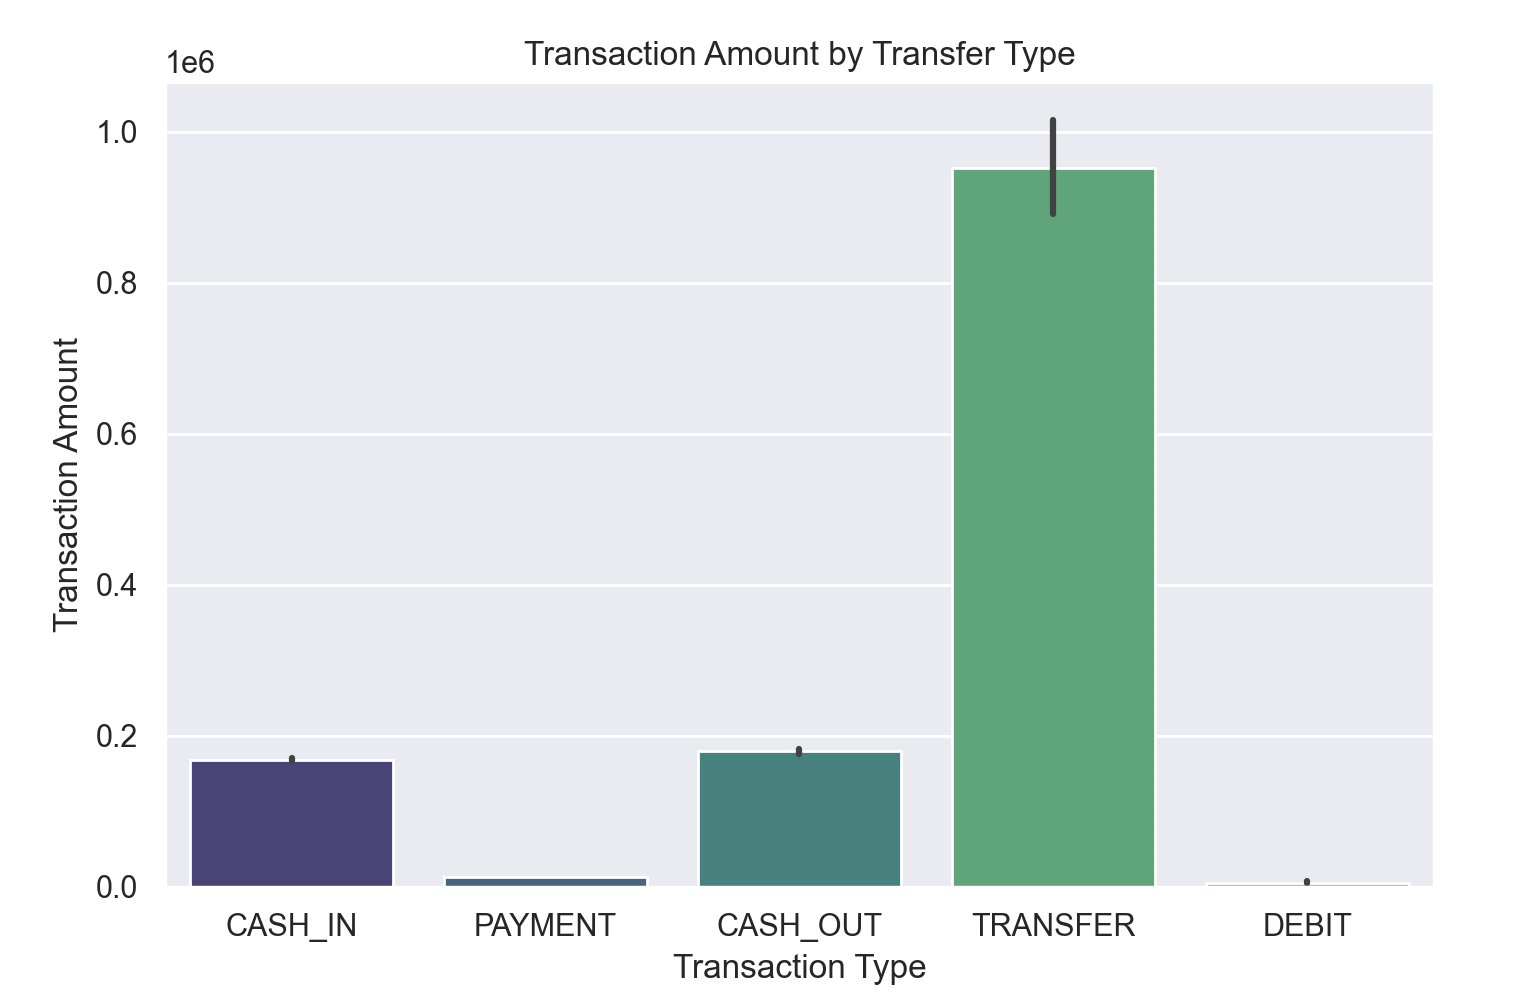 Transaction Amount by Transfer Type
1e6
1.0
0.8
0.6
0.4
0.2
0.0
Transaction Amount
CASH_IN PAYMENT CASH_OUT TRANSFER DEBIT
Transaction Type